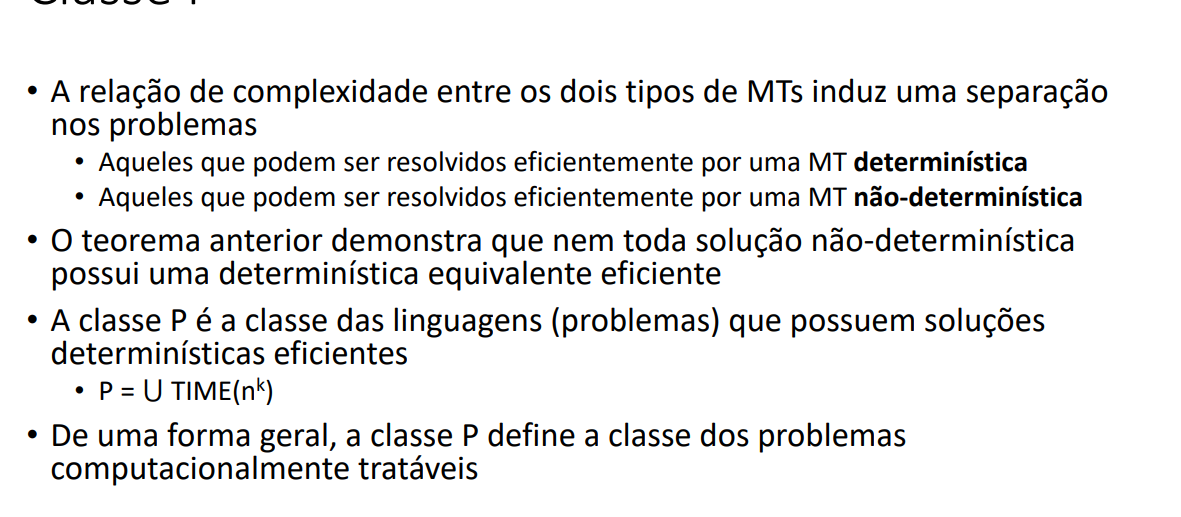 • A relação de complexidade entre os dois tipos de MTs induz uma separação
nos problemas
• Aqueles que podem ser resolvidos eficientemente por uma MT determinística
• Aqueles que podem ser resolvidos eficientemente por uma MT não-determinística
• O teorema anterior demonstra que nem toda solução não-determinística
possui uma determinística equivalente eficiente
• A classe P é a classe das linguagens (problemas) que possuem soluções
determinísticas eficientes
• P = ⋃ TIME(nᵏ)
• De uma forma geral, a classe P define a classe dos problemas
computacionalmente tratáveis